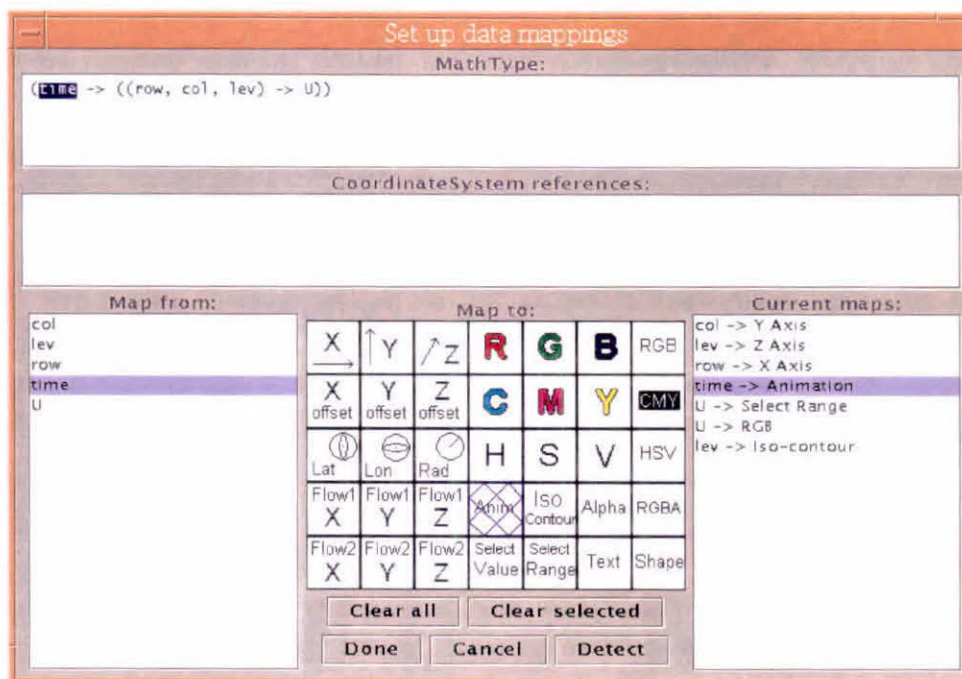 Set up data mappings
MathType:
(time -> ((row, col, lev) -> U))
CoordinateSystem references:
Map from:
col
lev
row
time
U
Map to:
X Y Z R G B RGB
X offset Y offset Z offset C M Y CMY
Lat Lon Rad H S V HSV
Flow1 X Flow1 Y Flow1 Z Anim ISO Contour Alpha RGBA
Flow2 X Flow2 Y Flow2 Z Select Value Select Range Text Shape
Clear all Clear selected
Done Cancel Detect
Current maps:
col -> Y Axis
lev -> Z Axis
row -> X Axis
time -> Animation
U -> Select Range
U -> RGB
lev -> Iso-contour